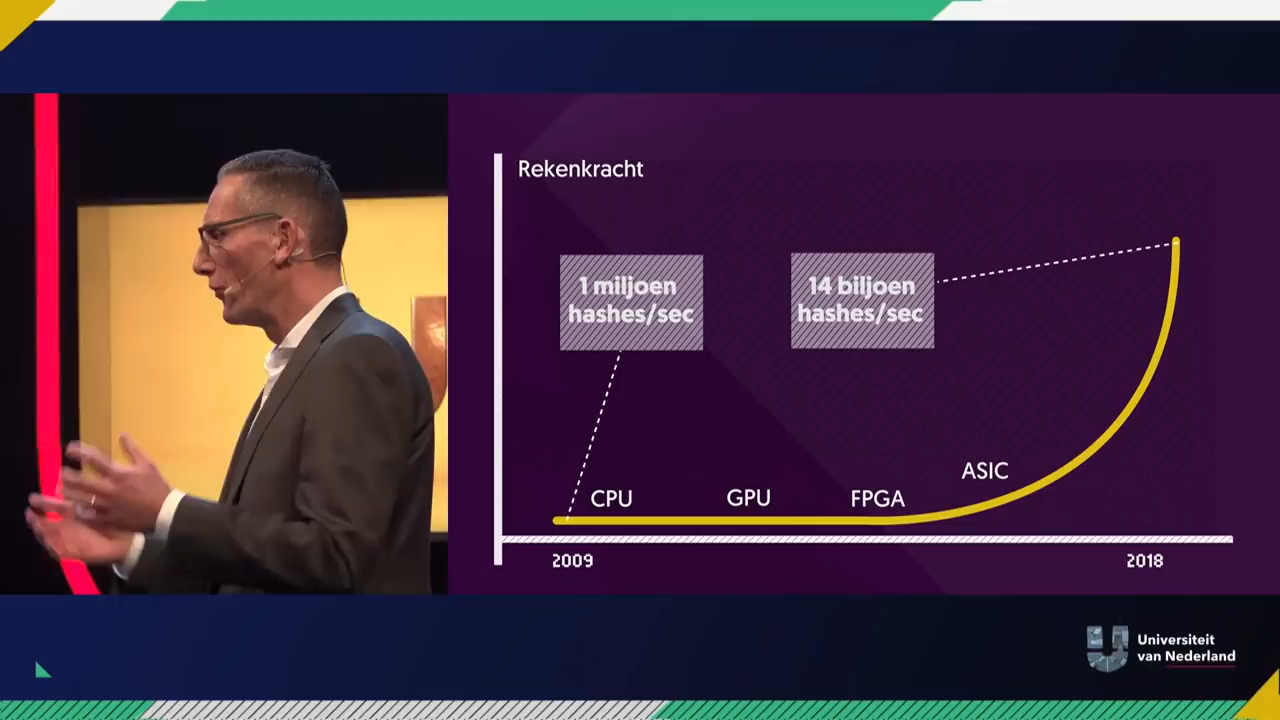 Rekenkracht
1 miljoen
hashes/sec
14 biljoen
hashes/sec
CPU
GPU
FPGA
ASIC
2009
2018
Universiteit
van Nederland